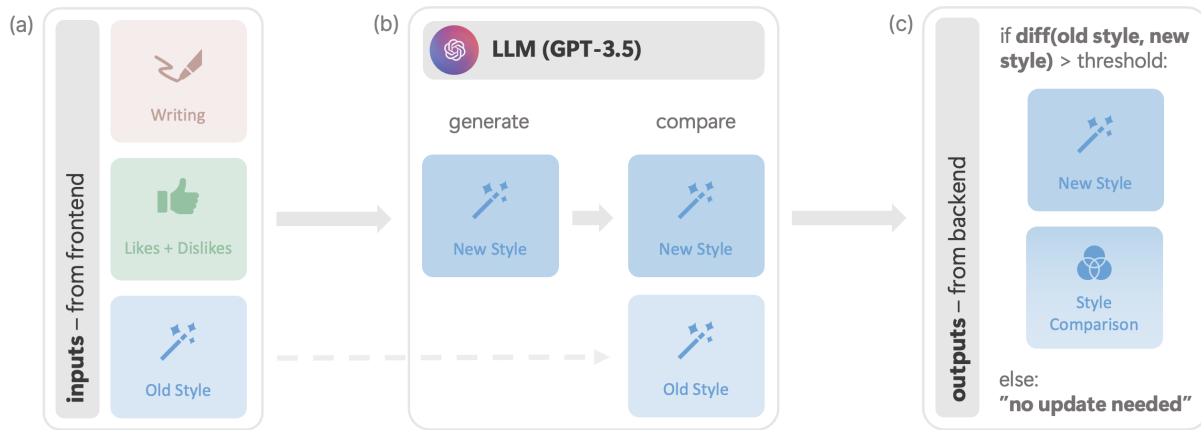 (a)
inputs – from frontend
Writing
Likes + Dislikes
Old Style
(b)
LLM (GPT-3.5)
generate
compare
New Style
New Style
Old Style
(c)
outputs – from backend
if diff(old style, new
style) > threshold:
New Style
Style
Comparison
else:
”no update needed”